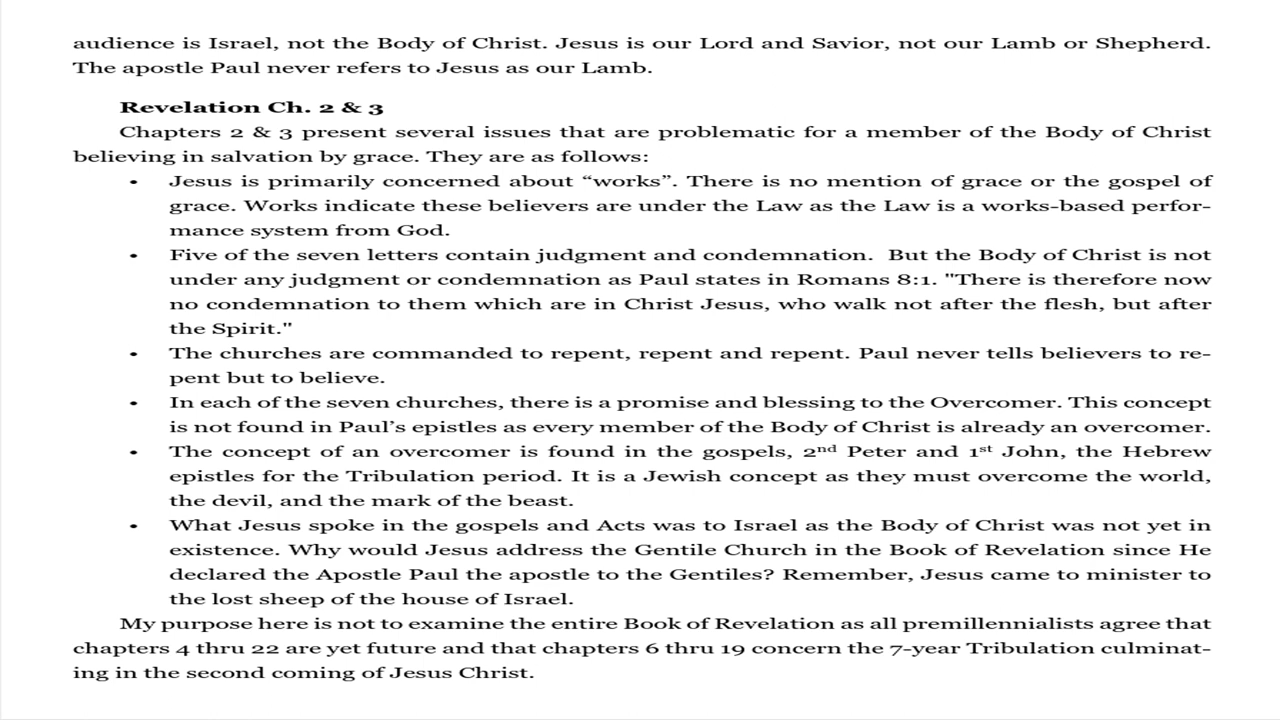 audience is Israel, not the Body of Christ. Jesus is our Lord and Savior, not our Lamb or Shepherd.
The apostle Paul never refers to Jesus as our Lamb.
Revelation Ch. 2 & 3
Chapters 2 & 3 present several issues that are problematic for a member of the Body of Christ
believing in salvation by grace. They are as follows:
• Jesus is primarily concerned about “works”. There is no mention of grace or the gospel of
grace. Works indicate these believers are under the Law as the Law is a works-based perfor-
mance system from God.
• Five of the seven letters contain judgment and condemnation.  But the Body of Christ is not
under any judgment or condemnation as Paul states in Romans 8:1. "There is therefore now
no condemnation to them which are in Christ Jesus, who walk not after the flesh, but after
the Spirit."
• The churches are commanded to repent, repent and repent. Paul never tells believers to re-
pent but to believe.
• In each of the seven churches, there is a promise and blessing to the Overcomer. This concept
is not found in Paul’s epistles as every member of the Body of Christ is already an overcomer.
• The concept of an overcomer is found in the gospels, 2nd Peter and 1st John, the Hebrew
epistles for the Tribulation period. It is a Jewish concept as they must overcome the world,
the devil, and the mark of the beast.
• What Jesus spoke in the gospels and Acts was to Israel as the Body of Christ was not yet in
existence. Why would Jesus address the Gentile Church in the Book of Revelation since He
declared the Apostle Paul the apostle to the Gentiles? Remember, Jesus came to minister to
the lost sheep of the house of Israel.
My purpose here is not to examine the entire Book of Revelation as all premillennialists agree that
chapters 4 thru 22 are yet future and that chapters 6 thru 19 concern the 7-year Tribulation culminat-
ing in the second coming of Jesus Christ.